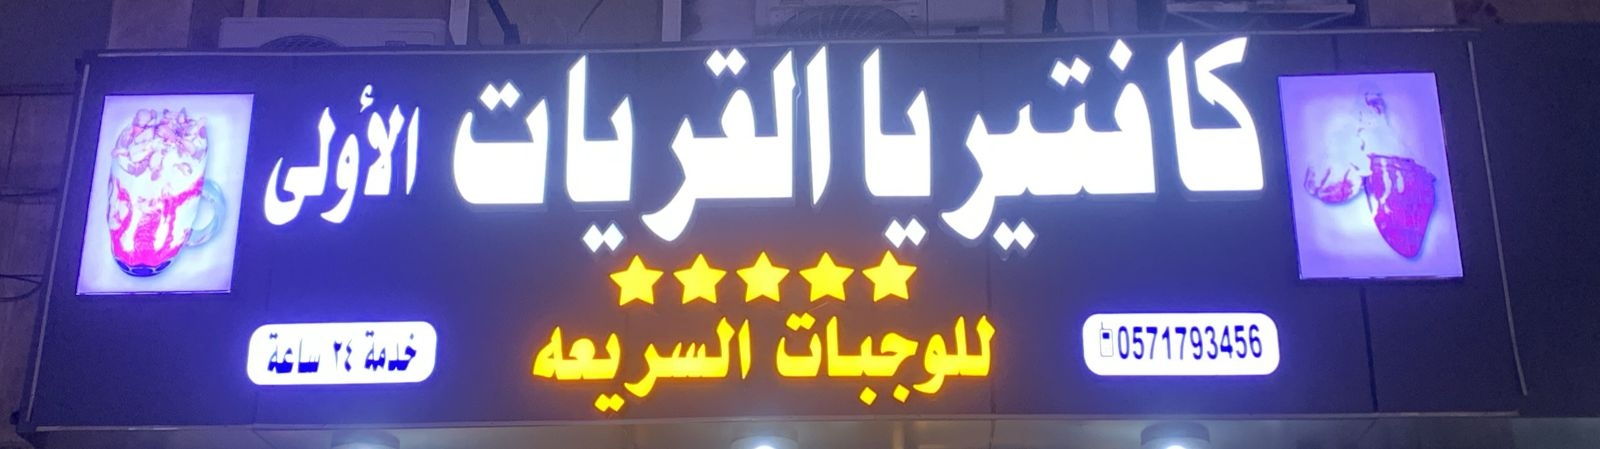 كافتيريا القريات الأولى
للوجبات السريعه
0571793456
خدمة ٢٤ ساعة